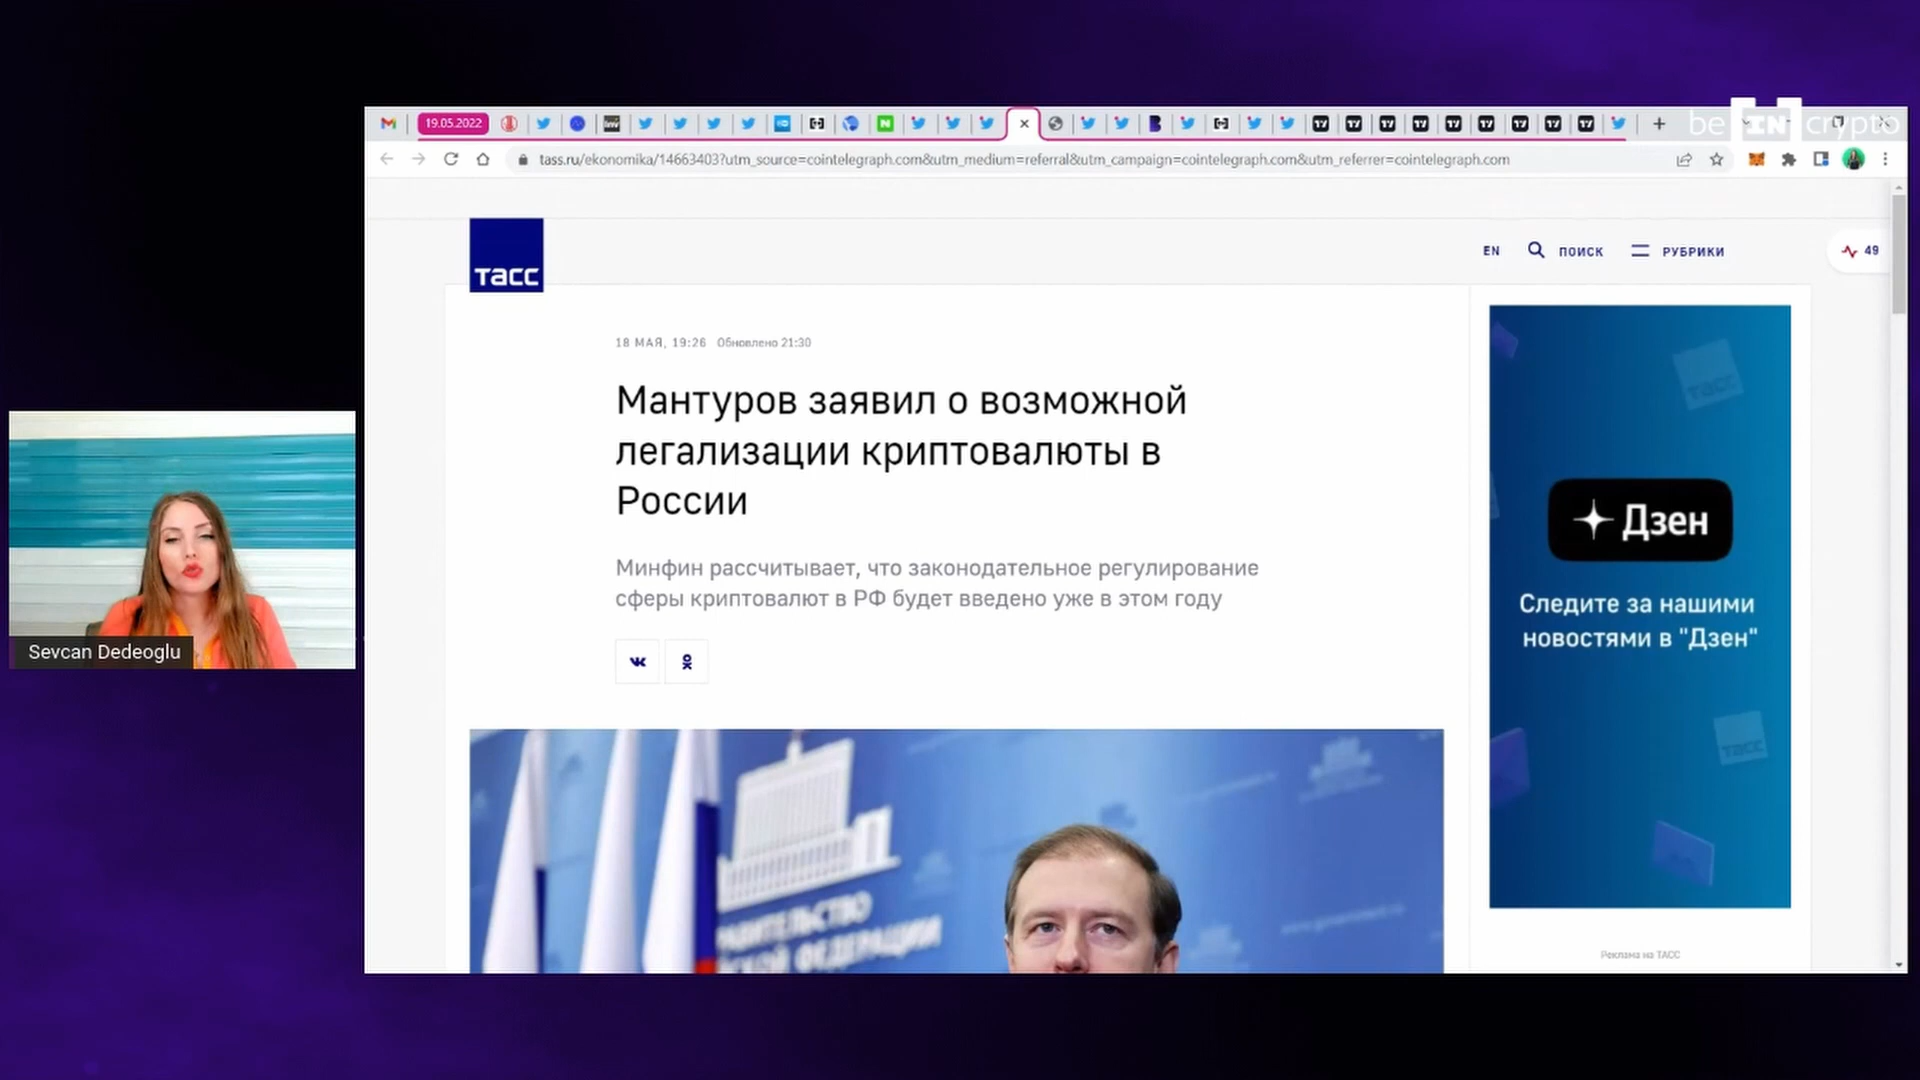 19.05.2022
be IN crypto
tass.ru/ekonomika/14663403?utm_source=cointelegraph.com&utm_medium=referral&utm_campaign=cointelegraph.com&utm_referrer=cointelegraph.com
тасс
EN
ПОИСК
РУБРИКИ
49
18 МАЯ, 19:26 Обновлено 21:30
Мантуров заявил о возможной
легализации криптовалюты в
России
Минфин рассчитывает, что законодательное регулирование
сферы криптовалют в РФ будет введено уже в этом году
Дзен
Следите за нашими
новостями в "Дзен"
Реклама на ТАСС
Sevcan Dedeoglu